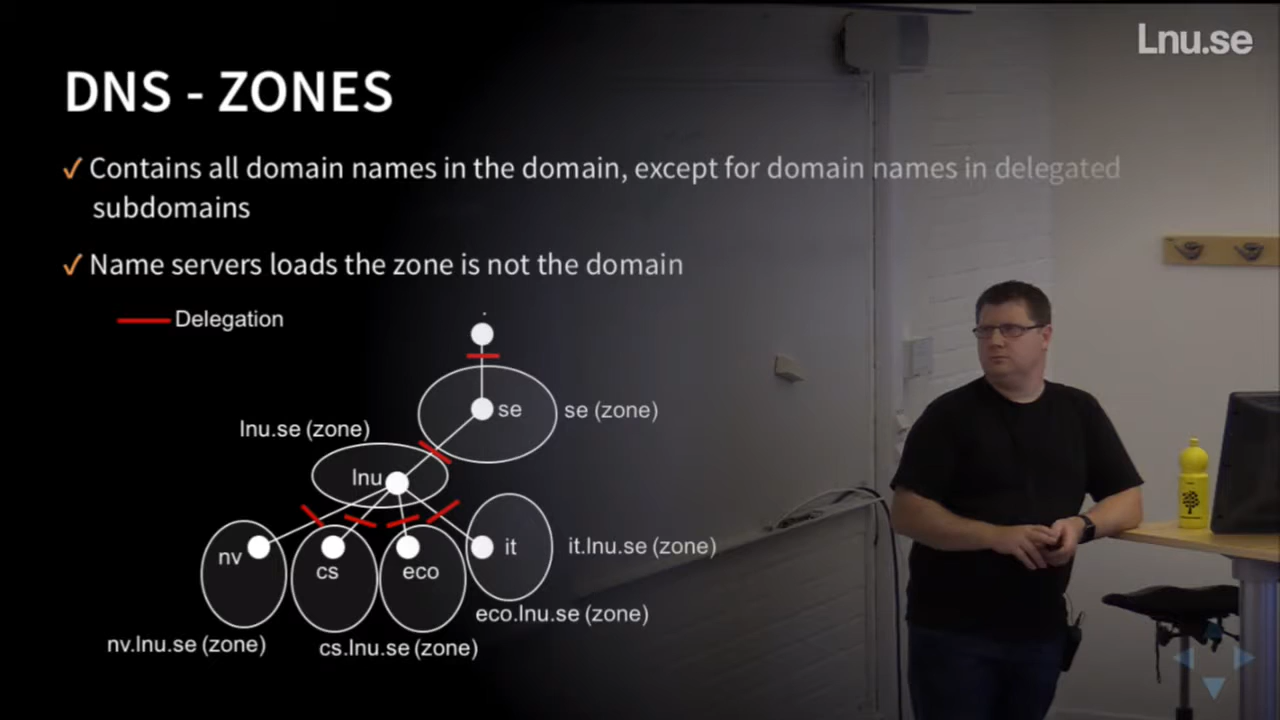 Lnu.se
DNS - ZONES
✓ Contains all domain names in the domain, except for domain names in delegated
subdomains
✓ Name servers loads the zone is not the domain
Delegation
.
se
se (zone)
lnu.se (zone)
lnu
nv
cs
eco
it
it.lnu.se (zone)
eco.lnu.se (zone)
nv.lnu.se (zone)
cs.lnu.se (zone)